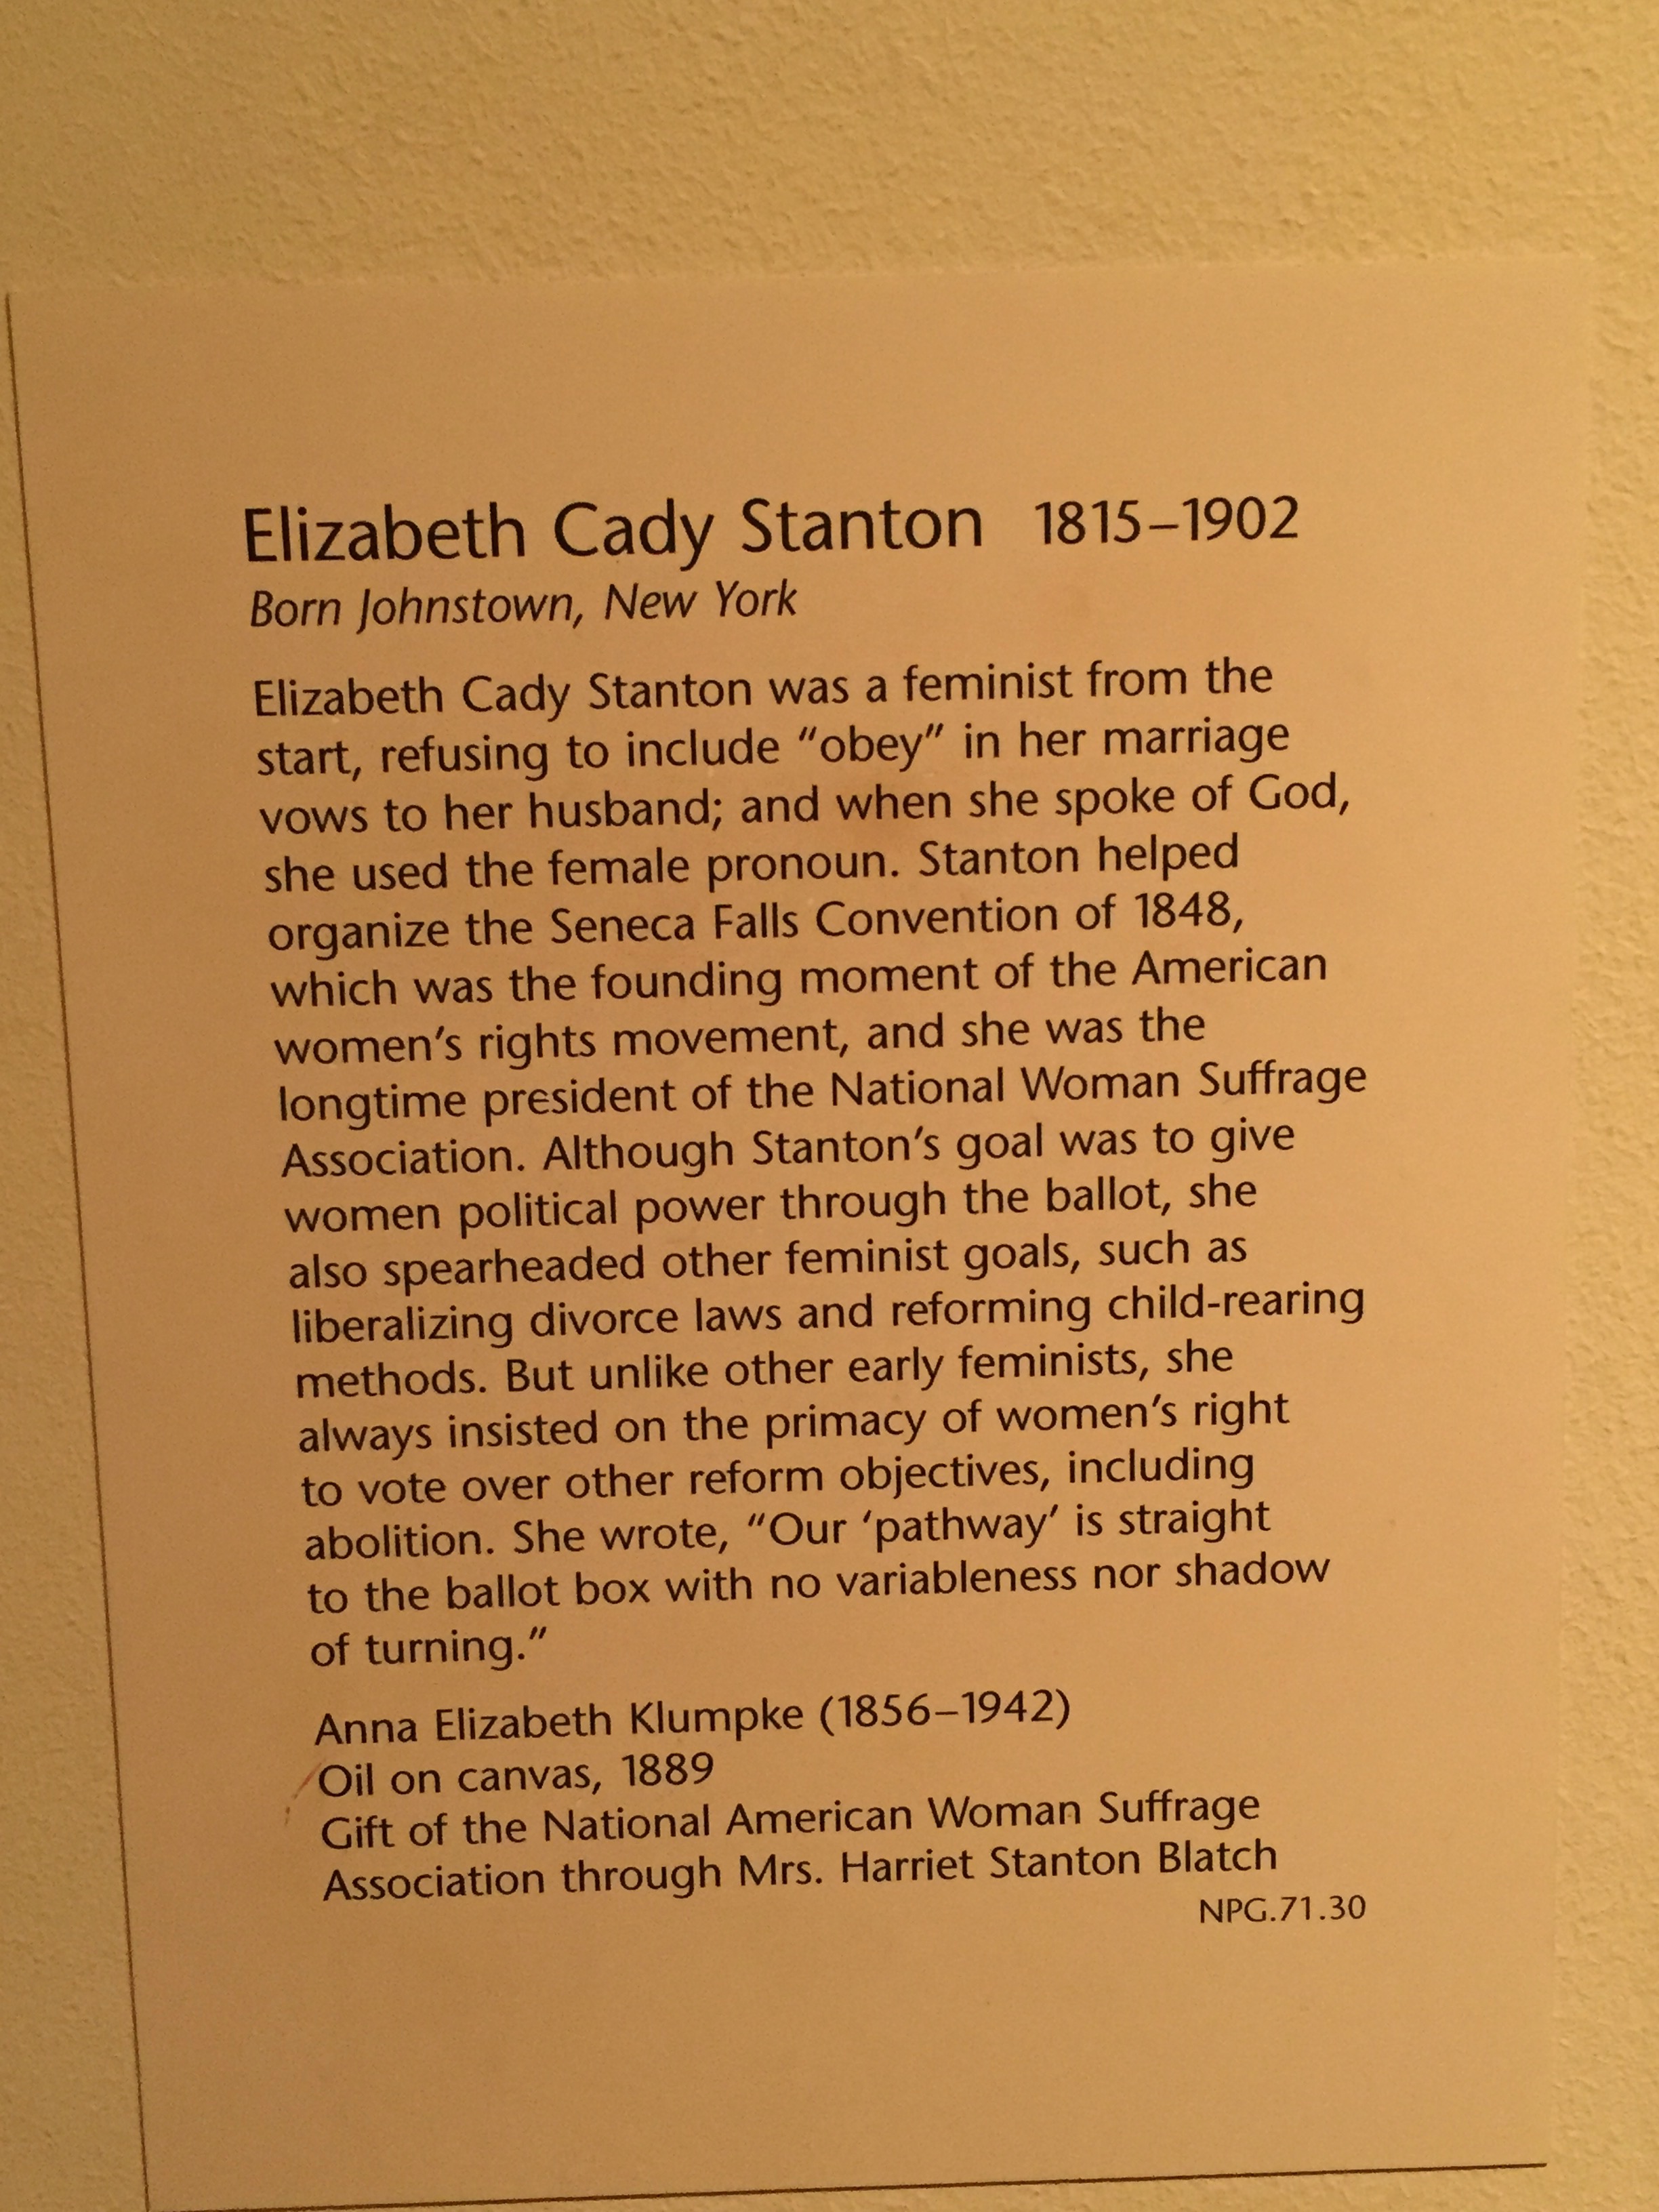 Elizabeth Cady Stanton 1815–1902
Born Johnstown, New York
Elizabeth Cady Stanton was a feminist from the
start, refusing to include “obey” in her marriage
vows to her husband; and when she spoke of God,
she used the female pronoun. Stanton helped
organize the Seneca Falls Convention of 1848,
which was the founding moment of the American
women’s rights movement, and she was the
longtime president of the National Woman Suffrage
Association. Although Stanton’s goal was to give
women political power through the ballot, she
also spearheaded other feminist goals, such as
liberalizing divorce laws and reforming child-rearing
methods. But unlike other early feminists, she
always insisted on the primacy of women’s right
to vote over other reform objectives, including
abolition. She wrote, “Our ‘pathway’ is straight
to the ballot box with no variableness nor shadow
of turning.”
Anna Elizabeth Klumpke (1856–1942)
Oil on canvas, 1889
Gift of the National American Woman Suffrage
Association through Mrs. Harriet Stanton Blatch
NPG.71.30